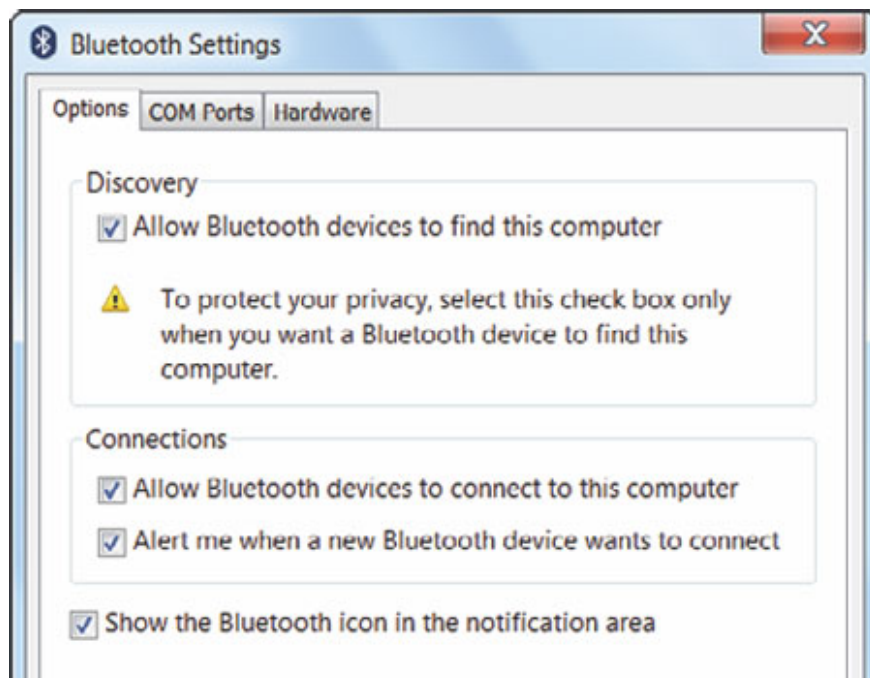 Bluetooth Settings
Options COM Ports Hardware
Discovery
Allow Bluetooth devices to find this computer
To protect your privacy, select this check box only
when you want a Bluetooth device to find this
computer.
Connections
Allow Bluetooth devices to connect to this computer
Alert me when a new Bluetooth device wants to connect
Show the Bluetooth icon in the notification area